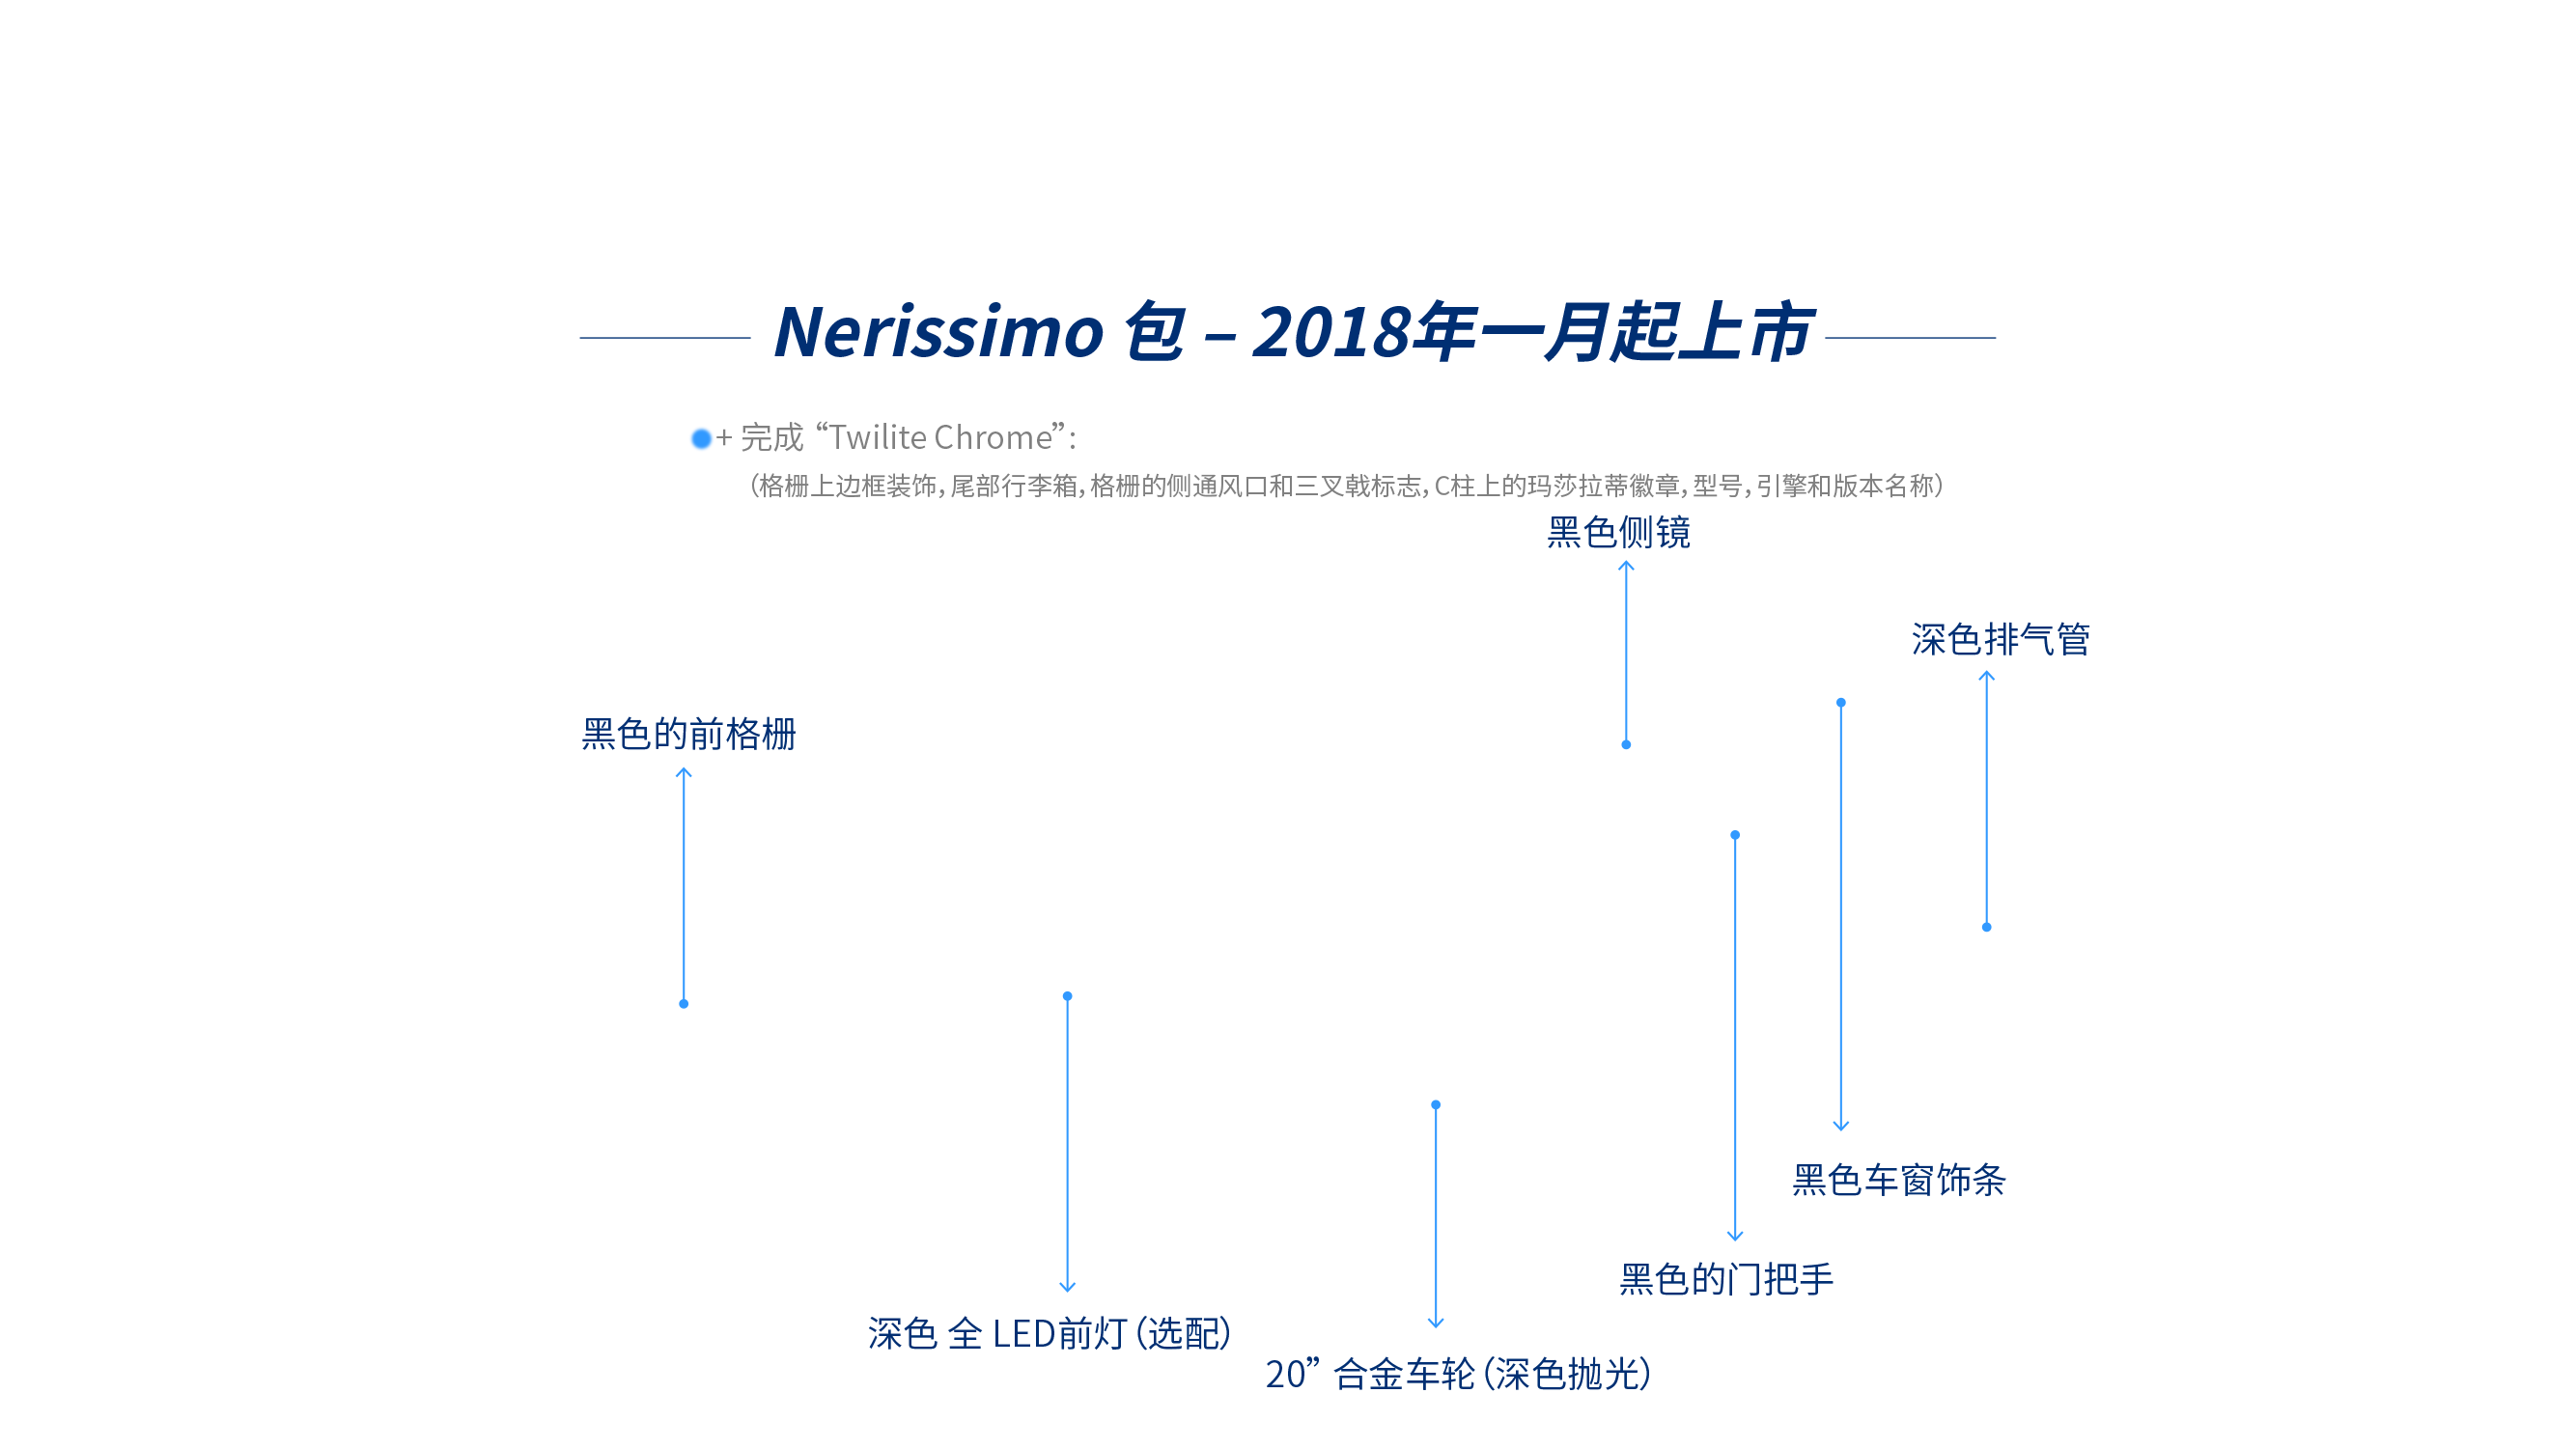 Nerissimo 包 – 2018年一月起上市
+ 完成 “Twilite Chrome”:
（格栅上边框装饰，尾部行李箱，格栅的侧通风口和三叉戟标志，C柱上的玛莎拉蒂徽章，型号，引擎和版本名称）
黑色侧镜
深色排气管
黑色的前格栅
黑色车窗饰条
黑色的门把手
深色 全 LED前灯（选配）
20” 合金车轮（深色抛光）